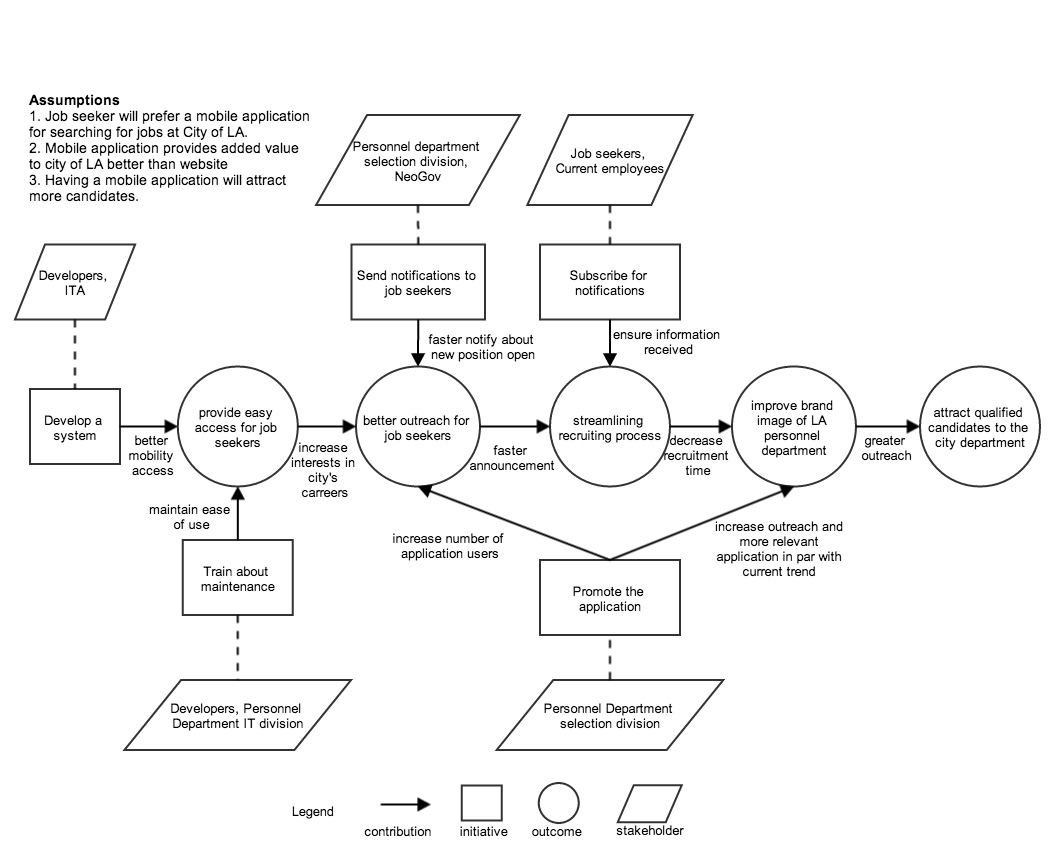 Assumptions
1. Job seeker will prefer a mobile application
for searching for jobs at City of LA.
2. Mobile application provides added value
to city of LA better than website
3. Having a mobile application will attract
more candidates.
Personnel department
selection division,
NeoGov
Job seekers,
Current employees
Developers,
ITA
Send notifications to
job seekers
Subscribe for
notifications
faster notify about
new position open
ensure information
received
Develop a
system
better
mobility
access
provide easy
access for job
seekers
increase
interests in
city's
carreers
better outreach for
job seekers
faster
announcement
streamlining
recruiting process
decrease
recruitment
time
improve brand
image of LA
personnel
department
greater
outreach
attract qualified
candidates to the
city department
maintain ease
of use
increase number of
application users
increase outreach and
more relevant
application in par with
current trend
Train about
maintenance
Promote the
application
Developers, Personnel
Department IT division
Personnel Department
selection division
Legend
contribution
initiative
outcome
stakeholder